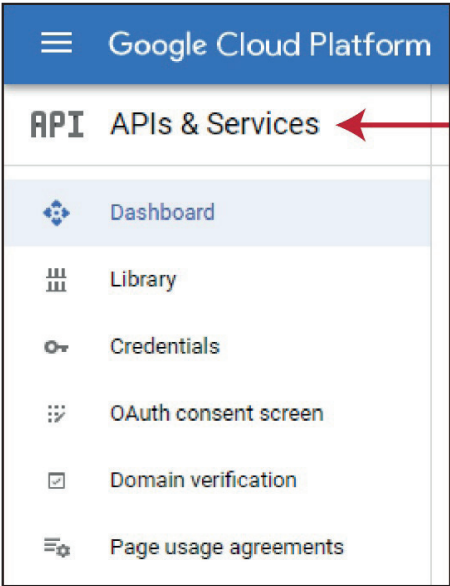 Google Cloud Platform
API APIs & Services
Dashboard
Library
Credentials
OAuth consent screen
Domain verification
Page usage agreements